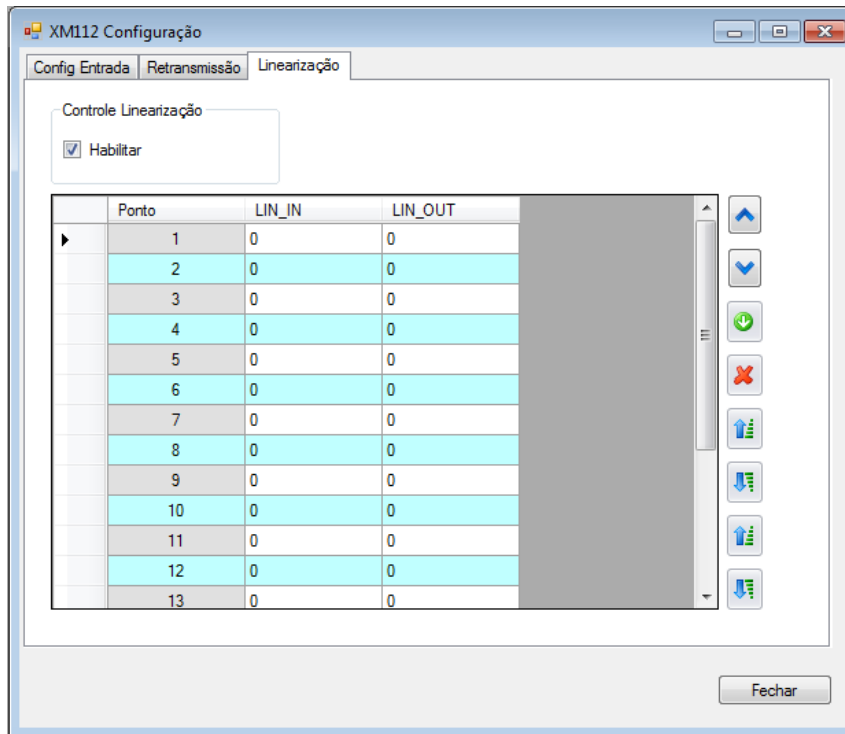 XM112 Configuração
Config Entrada Retransmissão Linearização
Controle Linearização
Habilitar
Ponto LIN_IN LIN_OUT
1 0 0
2 0 0
3 0 0
4 0 0
5 0 0
6 0 0
7 0 0
8 0 0
9 0 0
10 0 0
11 0 0
12 0 0
13 0 0
Fechar